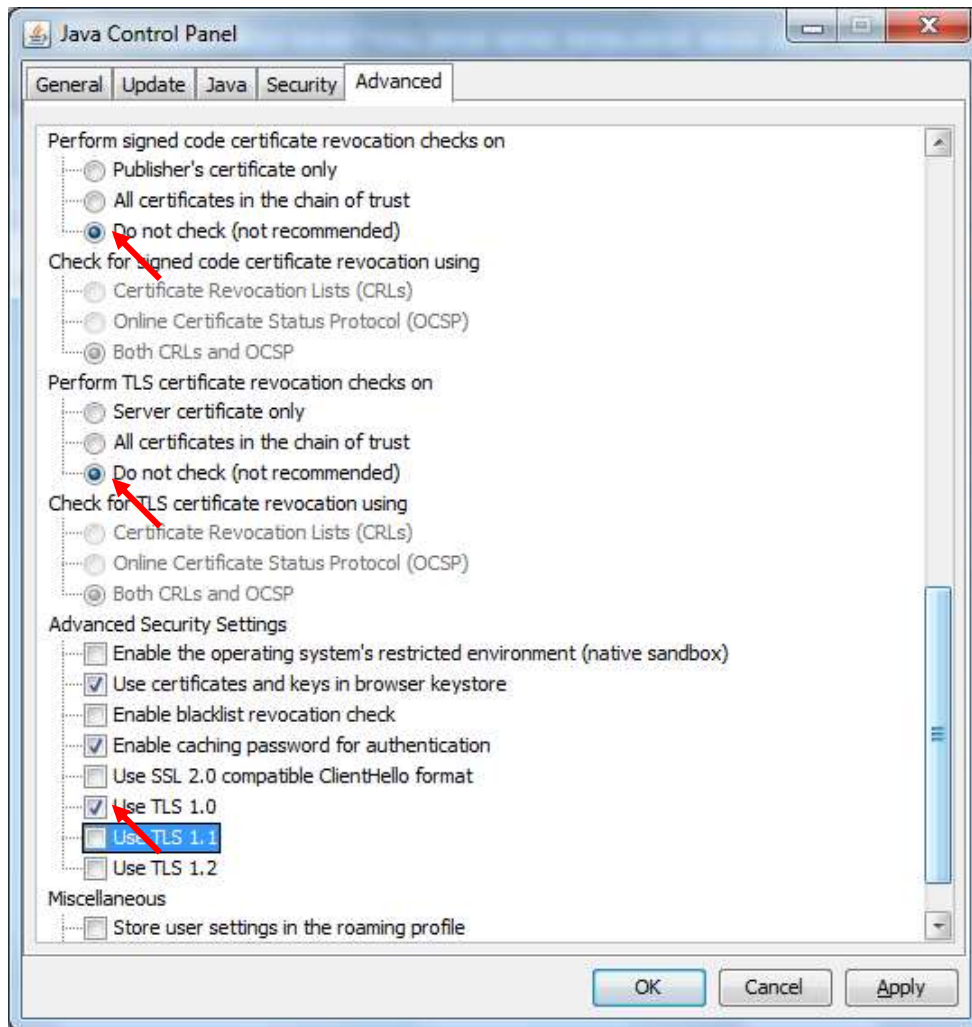 Java Control Panel
General Update Java Security Advanced
Perform signed code certificate revocation checks on
Publisher's certificate only
All certificates in the chain of trust
Do not check (not recommended)
Check for signed code certificate revocation using
Certificate Revocation Lists (CRLs)
Online Certificate Status Protocol (OCSP)
Both CRLs and OCSP
Perform TLS certificate revocation checks on
Server certificate only
All certificates in the chain of trust
Do not check (not recommended)
Check for TLS certificate revocation using
Certificate Revocation Lists (CRLs)
Online Certificate Status Protocol (OCSP)
Both CRLs and OCSP
Advanced Security Settings
Enable the operating system's restricted environment (native sandbox)
Use certificates and keys in browser keystore
Enable blacklist revocation check
Enable caching password for authentication
Use SSL 2.0 compatible ClientHello format
Use TLS 1.0
Use TLS 1.1
Use TLS 1.2
Miscellaneous
Store user settings in the roaming profile
OK Cancel Apply